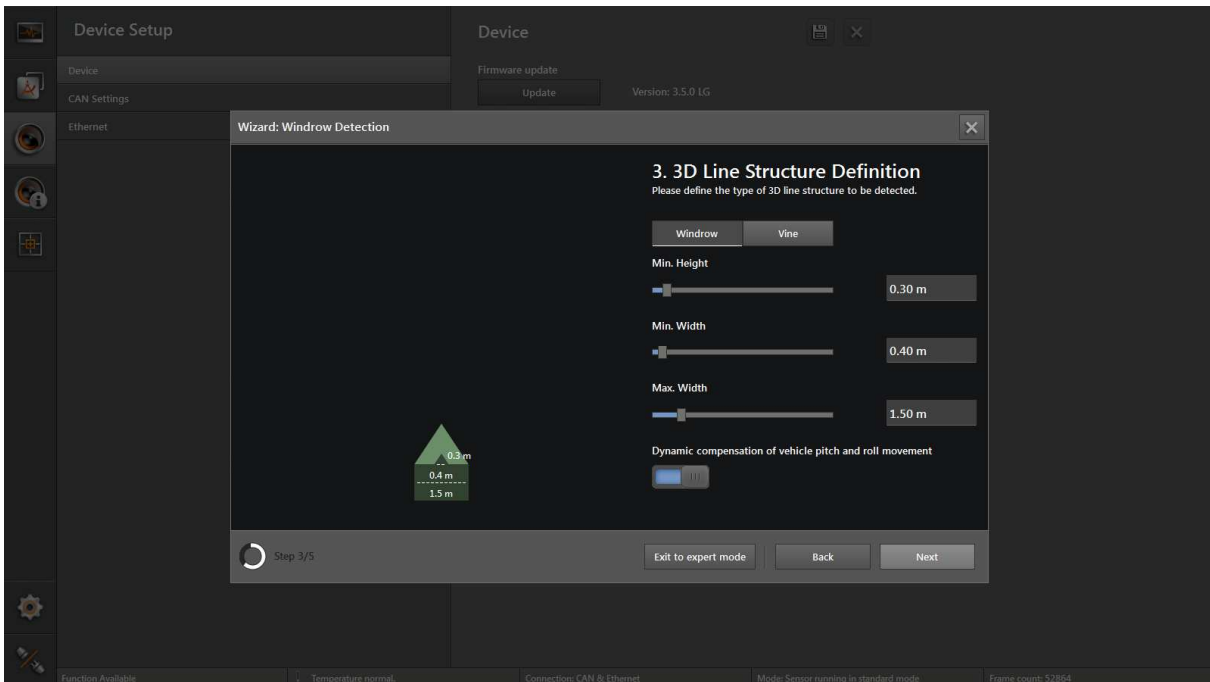 Device Setup
Device
Device
Firmware update
Update
Version: 3.5.0 LG
CAN Settings
Ethernet
Wizard: Windrow Detection
3. 3D Line Structure Definition
Please define the type of 3D line structure to be detected.
Windrow
Vine
Min. Height
0.30 m
Min. Width
0.40 m
Max. Width
1.50 m
Dynamic compensation of vehicle pitch and roll movement
0.3 m
0.4 m
1.5 m
Step 3/5
Exit to expert mode
Back
Next
Function Available
Temperature normal.
Connection: CAN & Ethernet
Mode: Sensor running in standard mode
Frame count: 52864